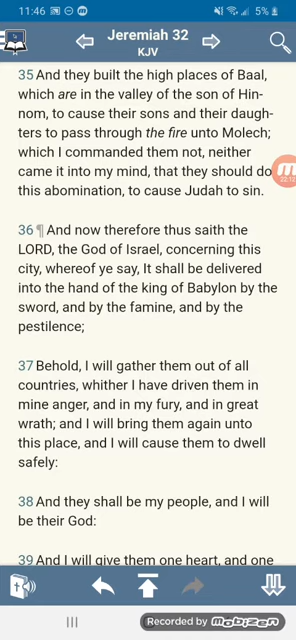 11:46 5%
Jeremiah 32
KJV
35 And they built the high places of Baal,
which are in the valley of the son of Hin-
nom, to cause their sons and their daugh-
ters to pass through the fire unto Molech;
which I commanded them not, neither
came it into my mind, that they should do
this abomination, to cause Judah to sin.
36 ¶ And now therefore thus saith the
LORD, the God of Israel, concerning this
city, whereof ye say, It shall be delivered
into the hand of the king of Babylon by the
sword, and by the famine, and by the
pestilence;
37 Behold, I will gather them out of all
countries, whither I have driven them in
mine anger, and in my fury, and in great
wrath; and I will bring them again unto
this place, and I will cause them to dwell
safely:
38 And they shall be my people, and I will
be their God:
39 And I will give them one heart, and one
Recorded by mobizen